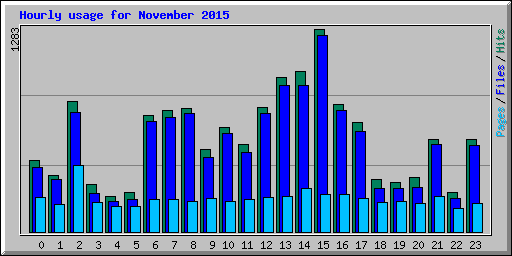 Hourly usage for November 2015
1283
Pages / Files / Hits
0 1 2 3 4 5 6 7 8 9 10 11 12 13 14 15 16 17 18 19 20 21 22 23